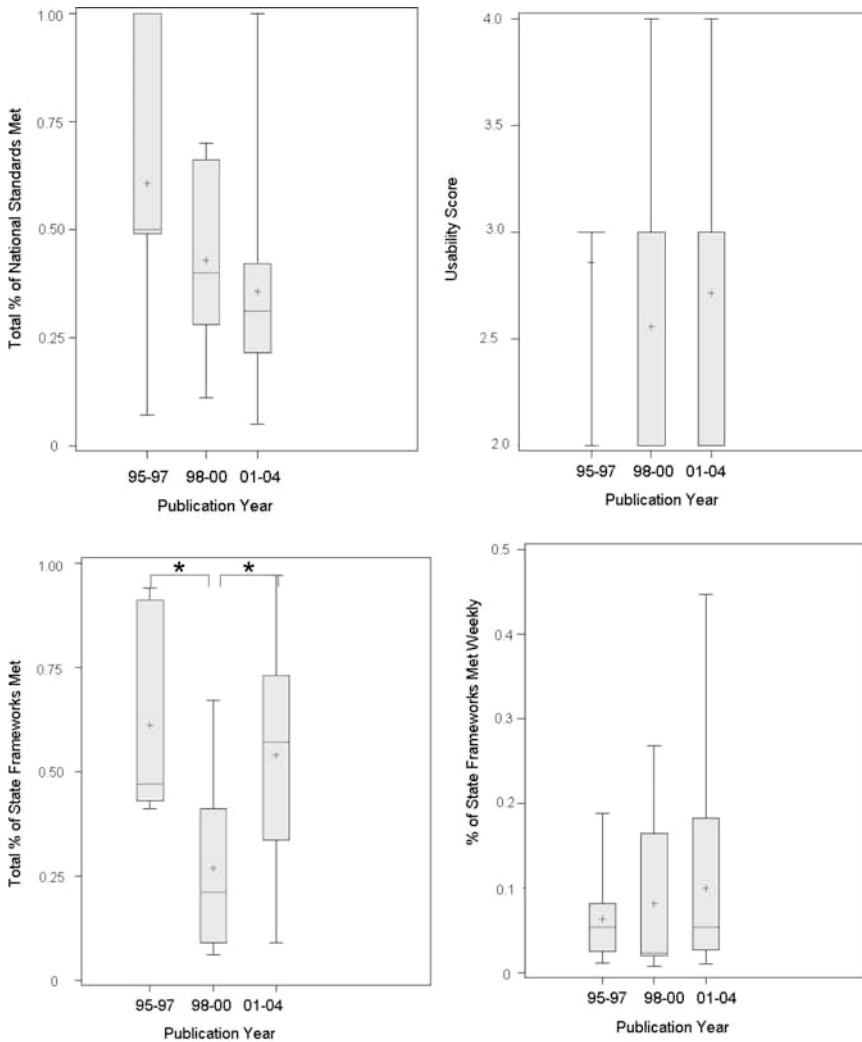 Total % of National Standards Met
1.00
0.75
0.50
0.25
0
95-97 98-00 01-04
Publication Year
Usability Score
4.0
3.5
3.0
2.5
2.0
95-97 98-00 01-04
Publication Year
Total % of State Frameworks Met
1.00
0.75
0.50
0.25
0
* *
95-97 98-00 01-04
Publication Year
% of State Frameworks Met Weekly
0.5
0.4
0.3
0.2
0.1
0
95-97 98-00 01-04
Publication Year